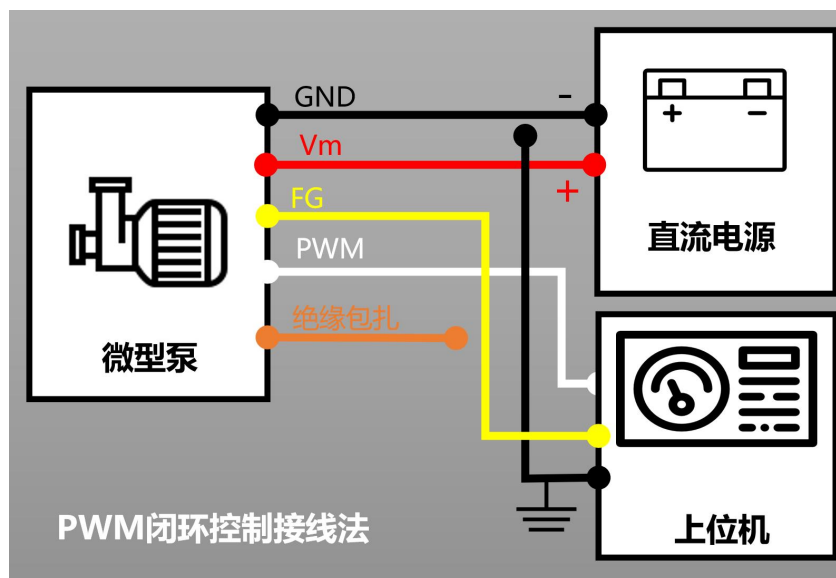 GND
-
Vm
+
FG
PWM
绝缘包扎
微型泵
+ -
直流电源
上位机
PWM闭环控制接线法